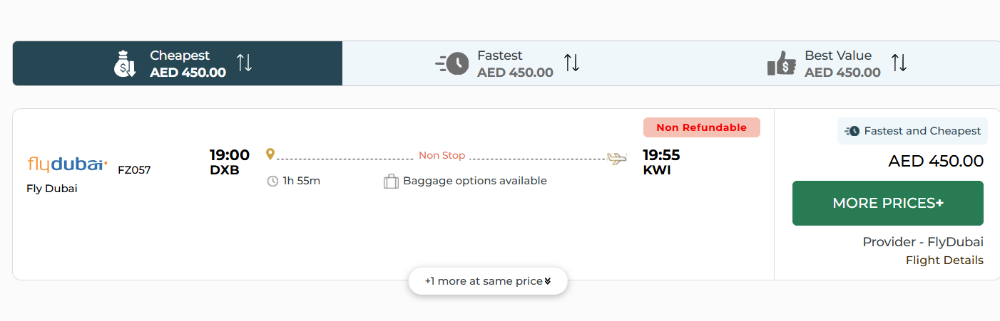 Cheapest
AED 450.00
Fastest
AED 450.00
Best Value
AED 450.00
Non Refundable
Fastest and Cheapest
flydubai
FZ057
Fly Dubai
19:00
DXB
Non Stop
1h 55m
Baggage options available
19:55
KWI
AED 450.00
MORE PRICES+
Provider - FlyDubai
Flight Details
+1 more at same price